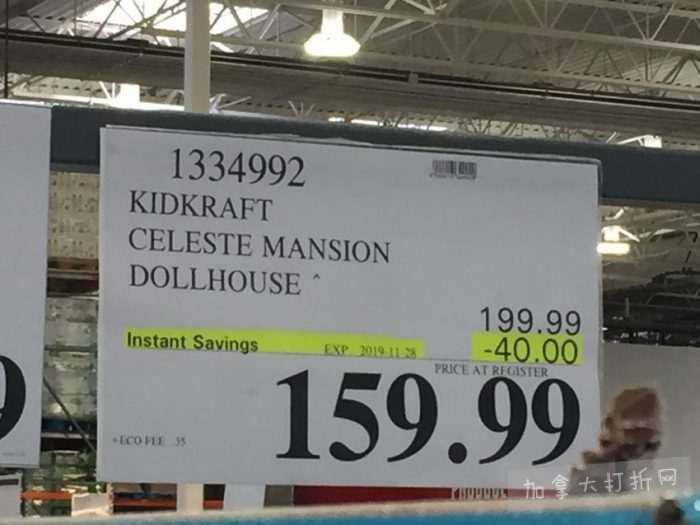 1334992
KIDKRAFT
CELESTE MANSION
DOLLHOUSE ^
199.99
Instant Savings EXP 2019-11-28 -40.00
PRICE AT REGISTER
159.99
+ECO FEE .35
9
加拿大打折网